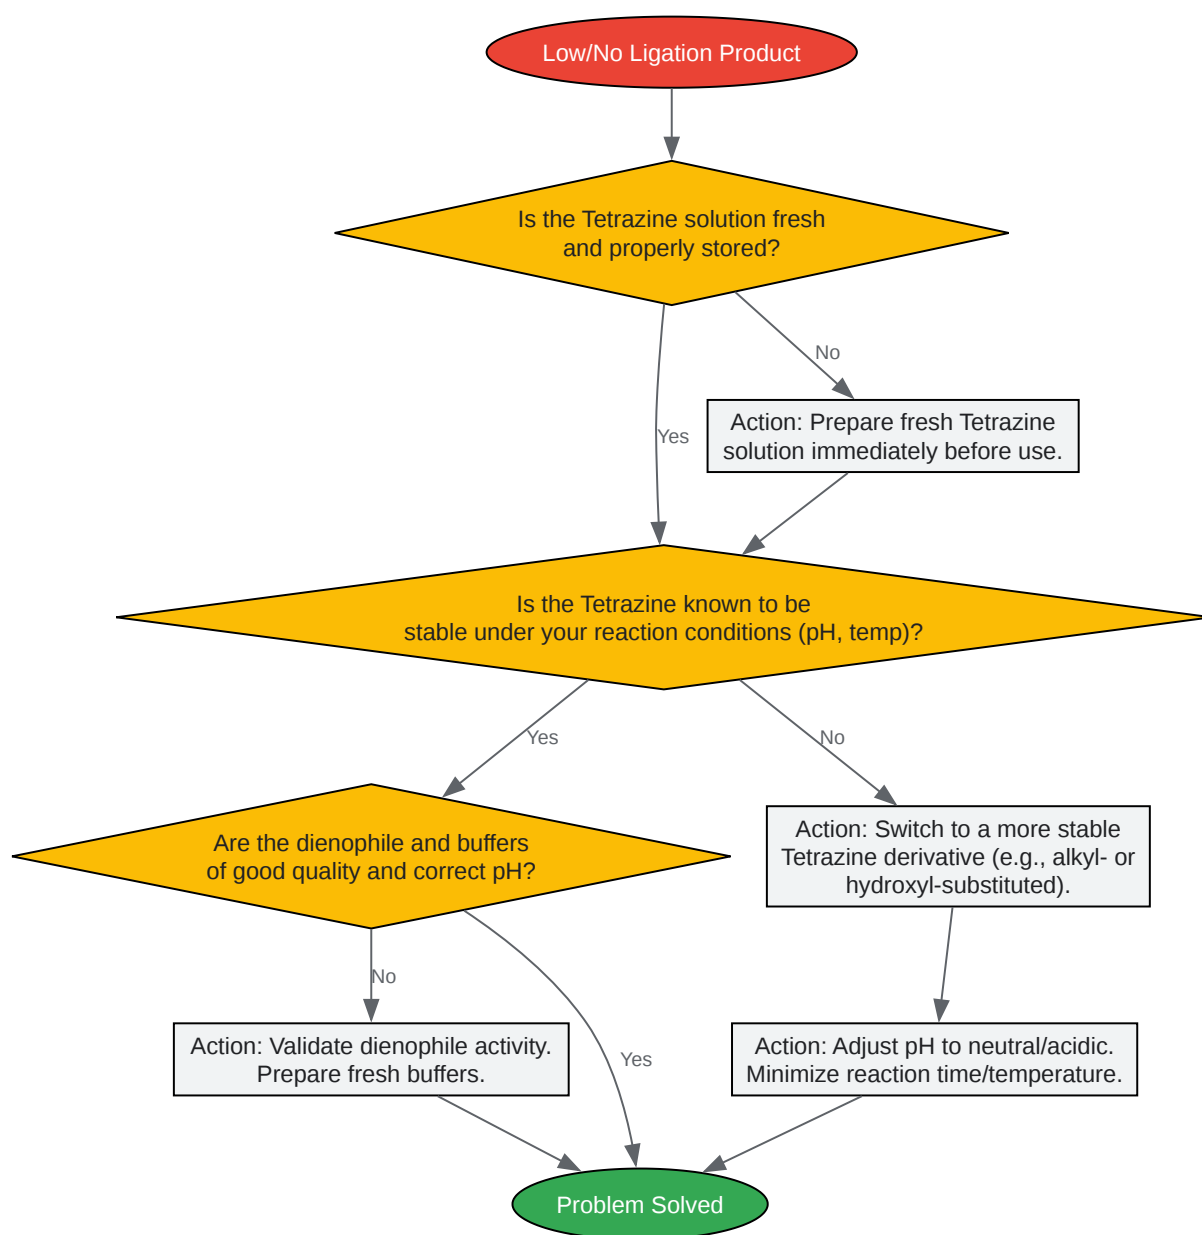 Low/No Ligation Product
Is the Tetrazine solution fresh
and properly stored?
No
Action: Prepare fresh Tetrazine
solution immediately before use.
Yes
Is the Tetrazine known to be
stable under your reaction conditions (pH, temp)?
Yes
No
Are the dienophile and buffers
of good quality and correct pH?
Action: Switch to a more stable
Tetrazine derivative (e.g., alkyl- or
hydroxyl-substituted).
No
Action: Validate dienophile activity.
Prepare fresh buffers.
Yes
Action: Adjust pH to neutral/acidic.
Minimize reaction time/temperature.
Problem Solved